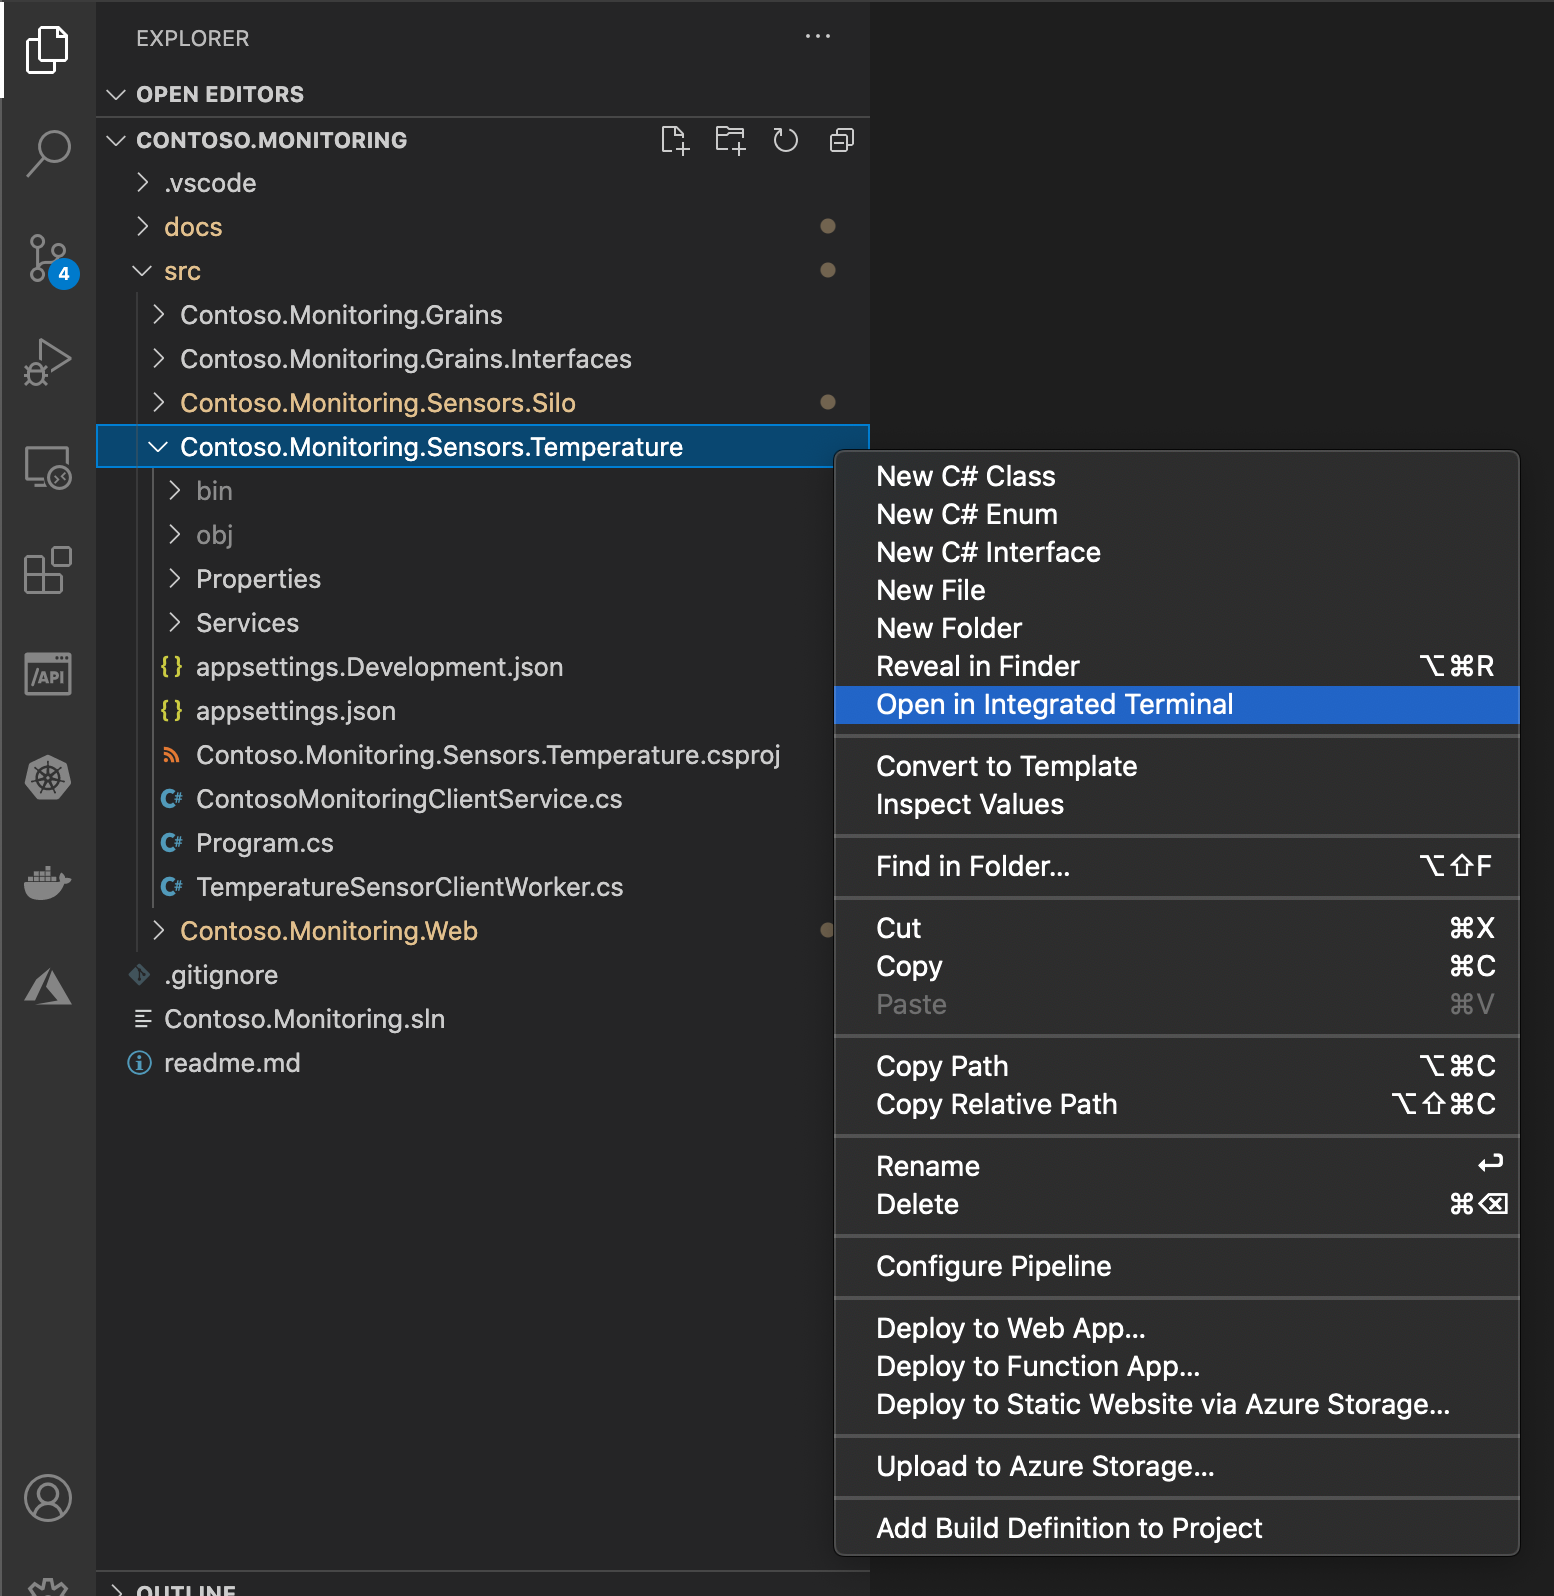 EXPLORER
OPEN EDITORS
CONTOSO.MONITORING
.vscode
docs
src
4
Contoso.Monitoring.Grains
Contoso.Monitoring.Grains.Interfaces
Contoso.Monitoring.Sensors.Silo
Contoso.Monitoring.Sensors.Temperature
bin
obj
Properties
Services
{} appsettings.Development.json
{} appsettings.json
/API
Contoso.Monitoring.Sensors.Temperature.csproj
C# ContosoMonitoringClientService.cs
C# Program.cs
C# TemperatureSensorClientWorker.cs
Contoso.Monitoring.Web
.gitignore
Contoso.Monitoring.sln
readme.md
OUTLINE
New C# Class
New C# Enum
New C# Interface
New File
New Folder
Reveal in Finder ⌥⌘R
Open in Integrated Terminal
Convert to Template
Inspect Values
Find in Folder... ⌥⇧F
Cut ⌘X
Copy ⌘C
Paste ⌘V
Copy Path ⌥⌘C
Copy Relative Path ⌥⇧⌘C
Rename ↩
Delete ⌘⌫
Configure Pipeline
Deploy to Web App...
Deploy to Function App...
Deploy to Static Website via Azure Storage...
Upload to Azure Storage...
Add Build Definition to Project